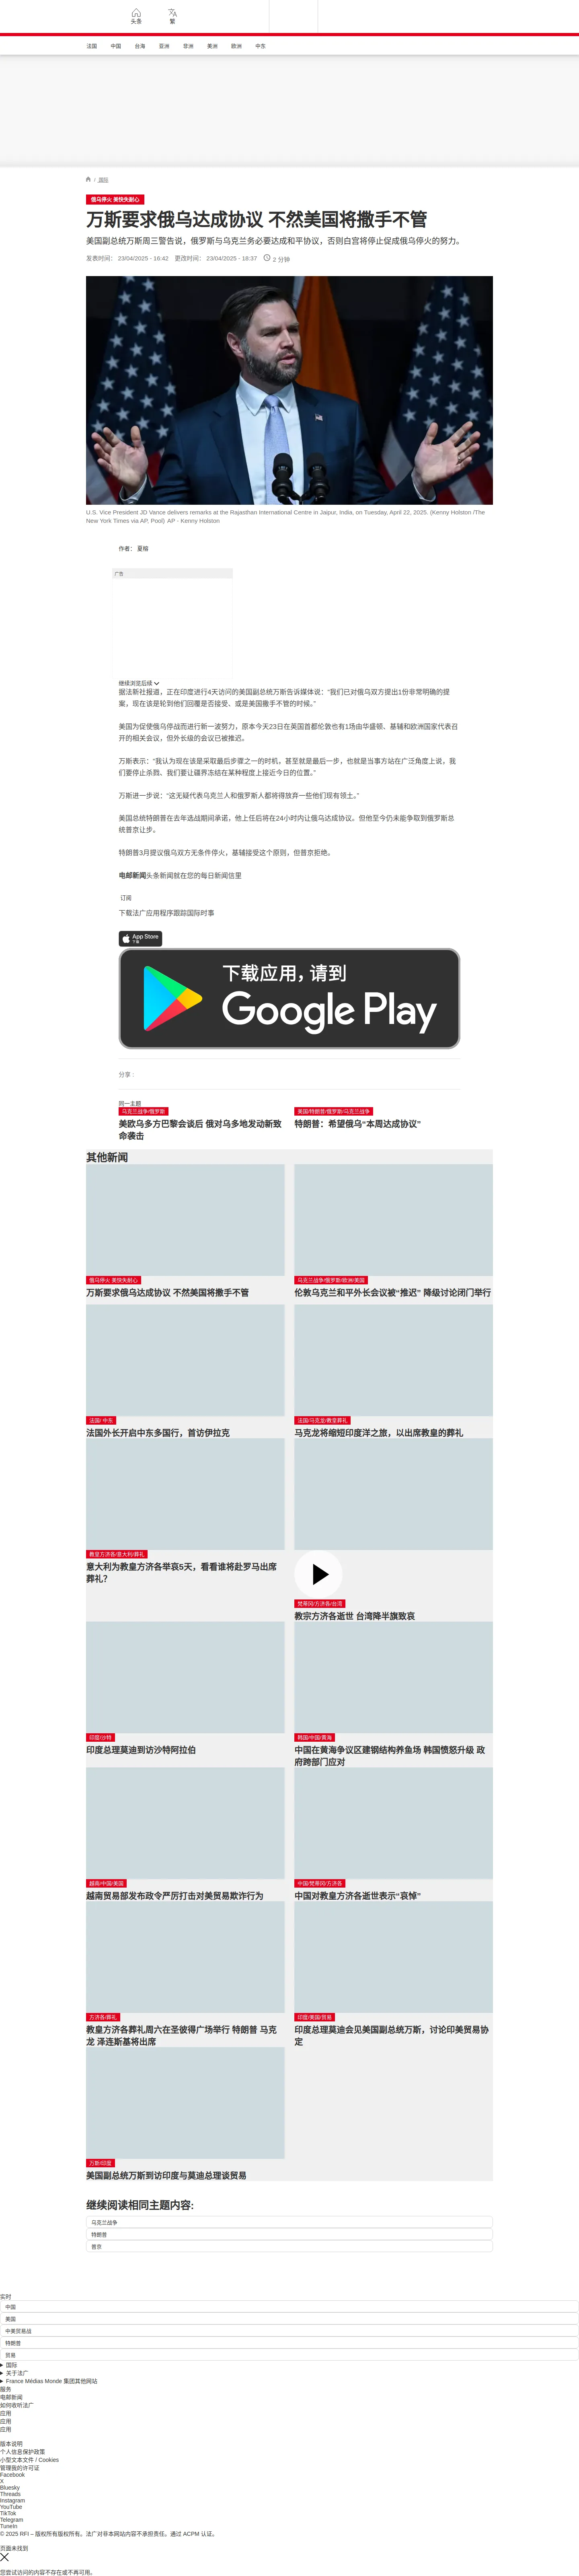 头条
繁
法国
中国
台海
亚洲
非洲
美洲
欧洲
中东
/ 国际
俄乌停火 美快失耐心
万斯要求俄乌达成协议 不然美国将撒手不管
美国副总统万斯周三警告说，俄罗斯与乌克兰务必要达成和平协议，否则白宫将停止促成俄乌停火的努力。
发表时间： 23/04/2025 - 16:42 更改时间： 23/04/2025 - 18:37 2 分钟
U.S. Vice President JD Vance delivers remarks at the Rajasthan International Centre in Jaipur, India, on Tuesday, April 22, 2025. (Kenny Holston /The
New York Times via AP, Pool) AP - Kenny Holston
作者： 夏榕
广告
继续浏览后续
据法新社报道，正在印度进行4天访问的美国副总统万斯告诉媒体说：“我们已对俄乌双方提出1份非常明确的提
案，现在该是轮到他们回覆是否接受、或是美国撒手不管的时候。”
美国为促使俄乌停战而进行新一波努力，原本今天23日在英国首都伦敦也有1场由华盛顿、基辅和欧洲国家代表召
开的相关会议，但外长级的会议已被推迟。
万斯表示：“我认为现在该是采取最后步骤之一的时机，甚至就是最后一步，也就是当事方站在广泛角度上说，我
们要停止杀戮、我们要让疆界冻结在某种程度上接近今日的位置。”
万斯进一步说：“这无疑代表乌克兰人和俄罗斯人都将得放弃一些他们现有领土。”
美国总统特朗普在去年选战期间承诺，他上任后将在24小时内让俄乌达成协议。但他至今仍未能争取到俄罗斯总
统普京让步。
特朗普3月提议俄乌双方无条件停火，基辅接受这个原则，但普京拒绝。
电邮新闻头条新闻就在您的每日新闻信里
订阅
下载法广应用程序跟踪国际时事
App Store
下载
下载应用，请到
Google Play
分享 :
同一主题
乌克兰战争/俄罗斯
美欧乌多方巴黎会谈后 俄对乌多地发动新致
命袭击
美国/特朗普/俄罗斯/乌克兰战争
特朗普：希望俄乌“本周达成协议”
其他新闻
俄乌停火 美快失耐心
万斯要求俄乌达成协议 不然美国将撒手不管
乌克兰战争/俄罗斯/欧洲/美国
伦敦乌克兰和平外长会议被“推迟” 降级讨论闭门举行
法国/ 中东
法国外长开启中东多国行，首访伊拉克
法国/马克龙/教皇葬礼
马克龙将缩短印度洋之旅，以出席教皇的葬礼
教皇方济各/意大利/葬礼
意大利为教皇方济各举哀5天，看看谁将赴罗马出席
葬礼?
梵蒂冈/方济各/台湾
教宗方济各逝世 台湾降半旗致哀
印度/沙特
印度总理莫迪到访沙特阿拉伯
韩国/中国/黄海
中国在黄海争议区建钢结构养鱼场 韩国愤怒升级 政
府跨部门应对
越南/中国/美国
越南贸易部发布政令严厉打击对美贸易欺诈行为
中国/梵蒂冈/方济各
中国对教皇方济各逝世表示“哀悼”
方济各/葬礼
教皇方济各葬礼周六在圣彼得广场举行 特朗普 马克
龙 泽连斯基将出席
印度/美国/贸易
印度总理莫迪会见美国副总统万斯，讨论印美贸易协
定
万斯/印度
美国副总统万斯到访印度与莫迪总理谈贸易
继续阅读相同主题内容:
乌克兰战争
特朗普
普京
实时
中国
美国
中美贸易战
特朗普
贸易
国际
关于法广
France Médias Monde 集团其他网站
服务
电邮新闻
如何收听法广
应用
应用
应用
版本说明
个人信息保护政策
小型文本文件 / Cookies
管理我的许可证
Facebook
X
Bluesky
Threads
Instagram
YouTube
TikTok
Telegram
TuneIn
© 2025 RFI – 版权所有版权所有。法广对非本网站内容不承担责任。通过 ACPM 认证。
页面未找到
您尝试访问的内容不存在或不再可用。